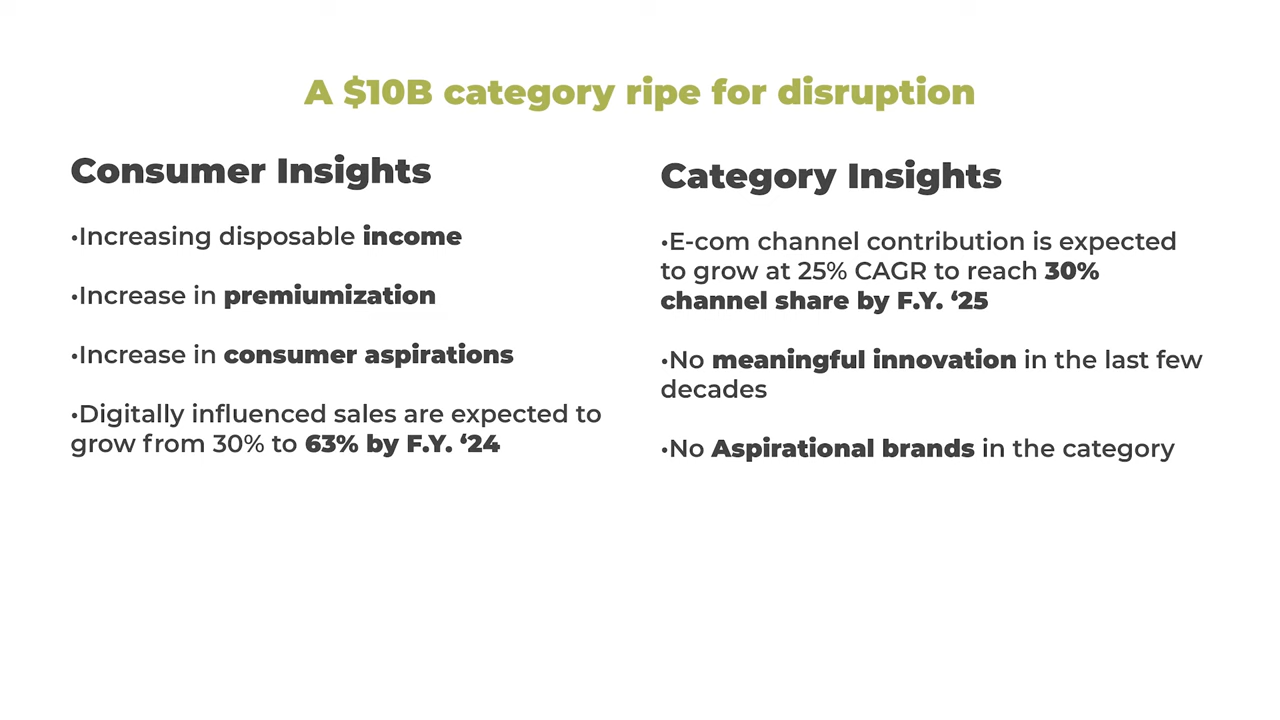 A $10B category ripe for disruption
Consumer Insights
•Increasing disposable income
•Increase in premiumization
•Increase in consumer aspirations
•Digitally influenced sales are expected to
grow from 30% to 63% by F.Y. ‘24
Category Insights
•E-com channel contribution is expected
to grow at 25% CAGR to reach 30%
channel share by F.Y. ‘25
•No meaningful innovation in the last few
decades
•No Aspirational brands in the category